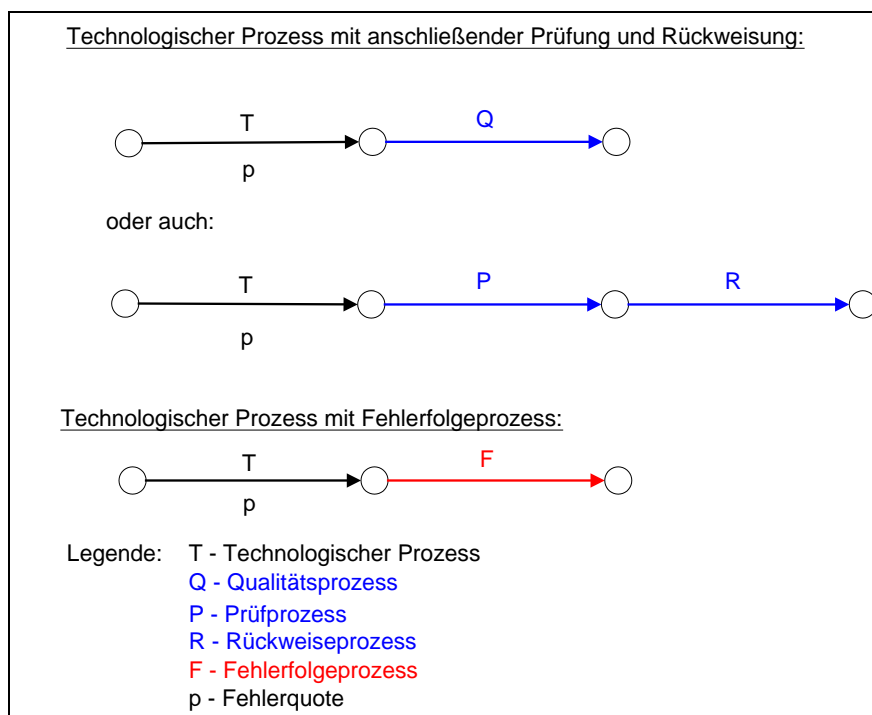 Technologischer Prozess mit anschließender Prüfung und Rückweisung:
T Q
p
oder auch:
T P R
p
Technologischer Prozess mit Fehlerfolgeprozess:
T F
p
Legende: T - Technologischer Prozess
Q - Qualitätsprozess
P - Prüfprozess
R - Rückweiseprozess
F - Fehlerfolgeprozess
p - Fehlerquote